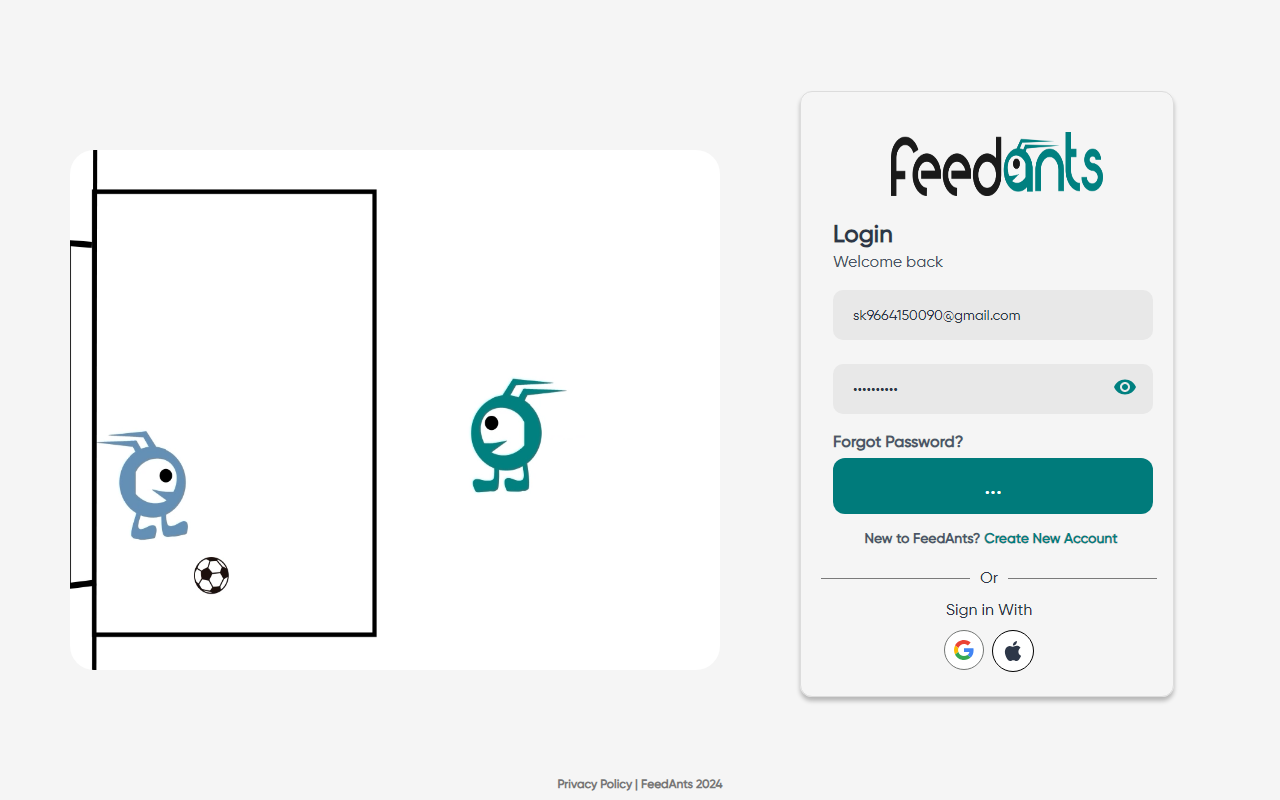 feedants
Login
Welcome back
sk9664150090@gmail.com
••••••••••
Forgot Password?
...
New to FeedAnts? Create New Account
Or
Sign in With
Privacy Policy | FeedAnts 2024